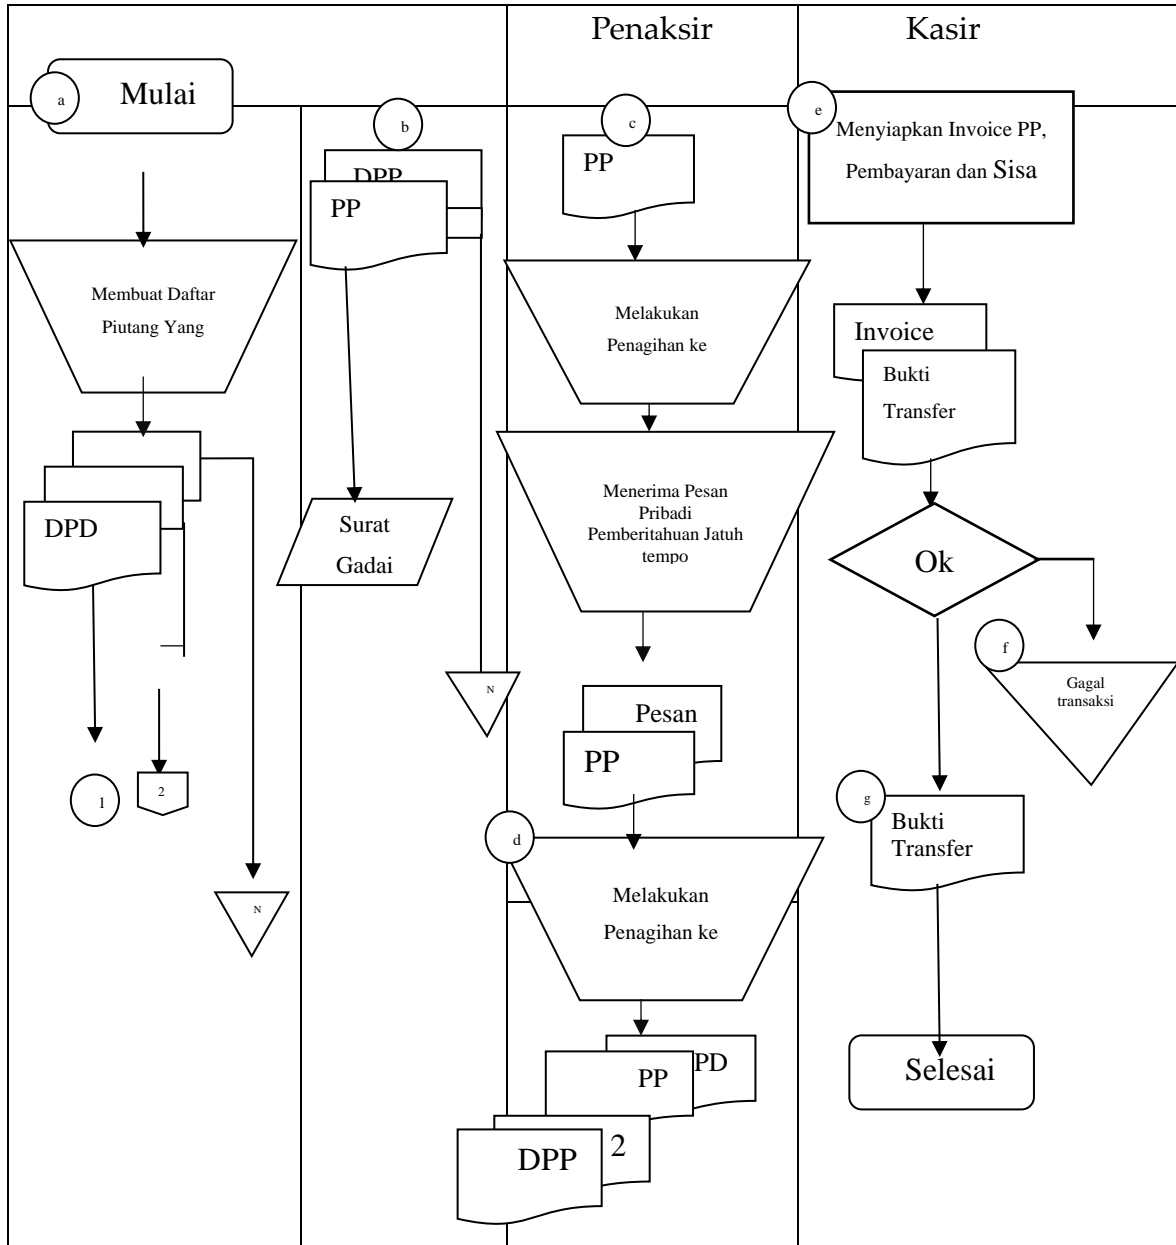 Penaksir
Kasir
a
Mulai
Membuat Daftar
Piutang Yang
DPD
1
2
N
b
DPP
PP
Surat
Gadai
N
c
PP
Melakukan
Penagihan ke
Menerima Pesan
Pribadi
Pemberitahuan Jatuh
tempo
Pesan
PP
d
Melakukan
Penagihan ke
PD
PP
2
DPP
e
Menyiapkan Invoice PP,
Pembayaran dan Sisa
Invoice
Bukti
Transfer
Ok
f
Gagal
transaksi
g
Bukti
Transfer
Selesai